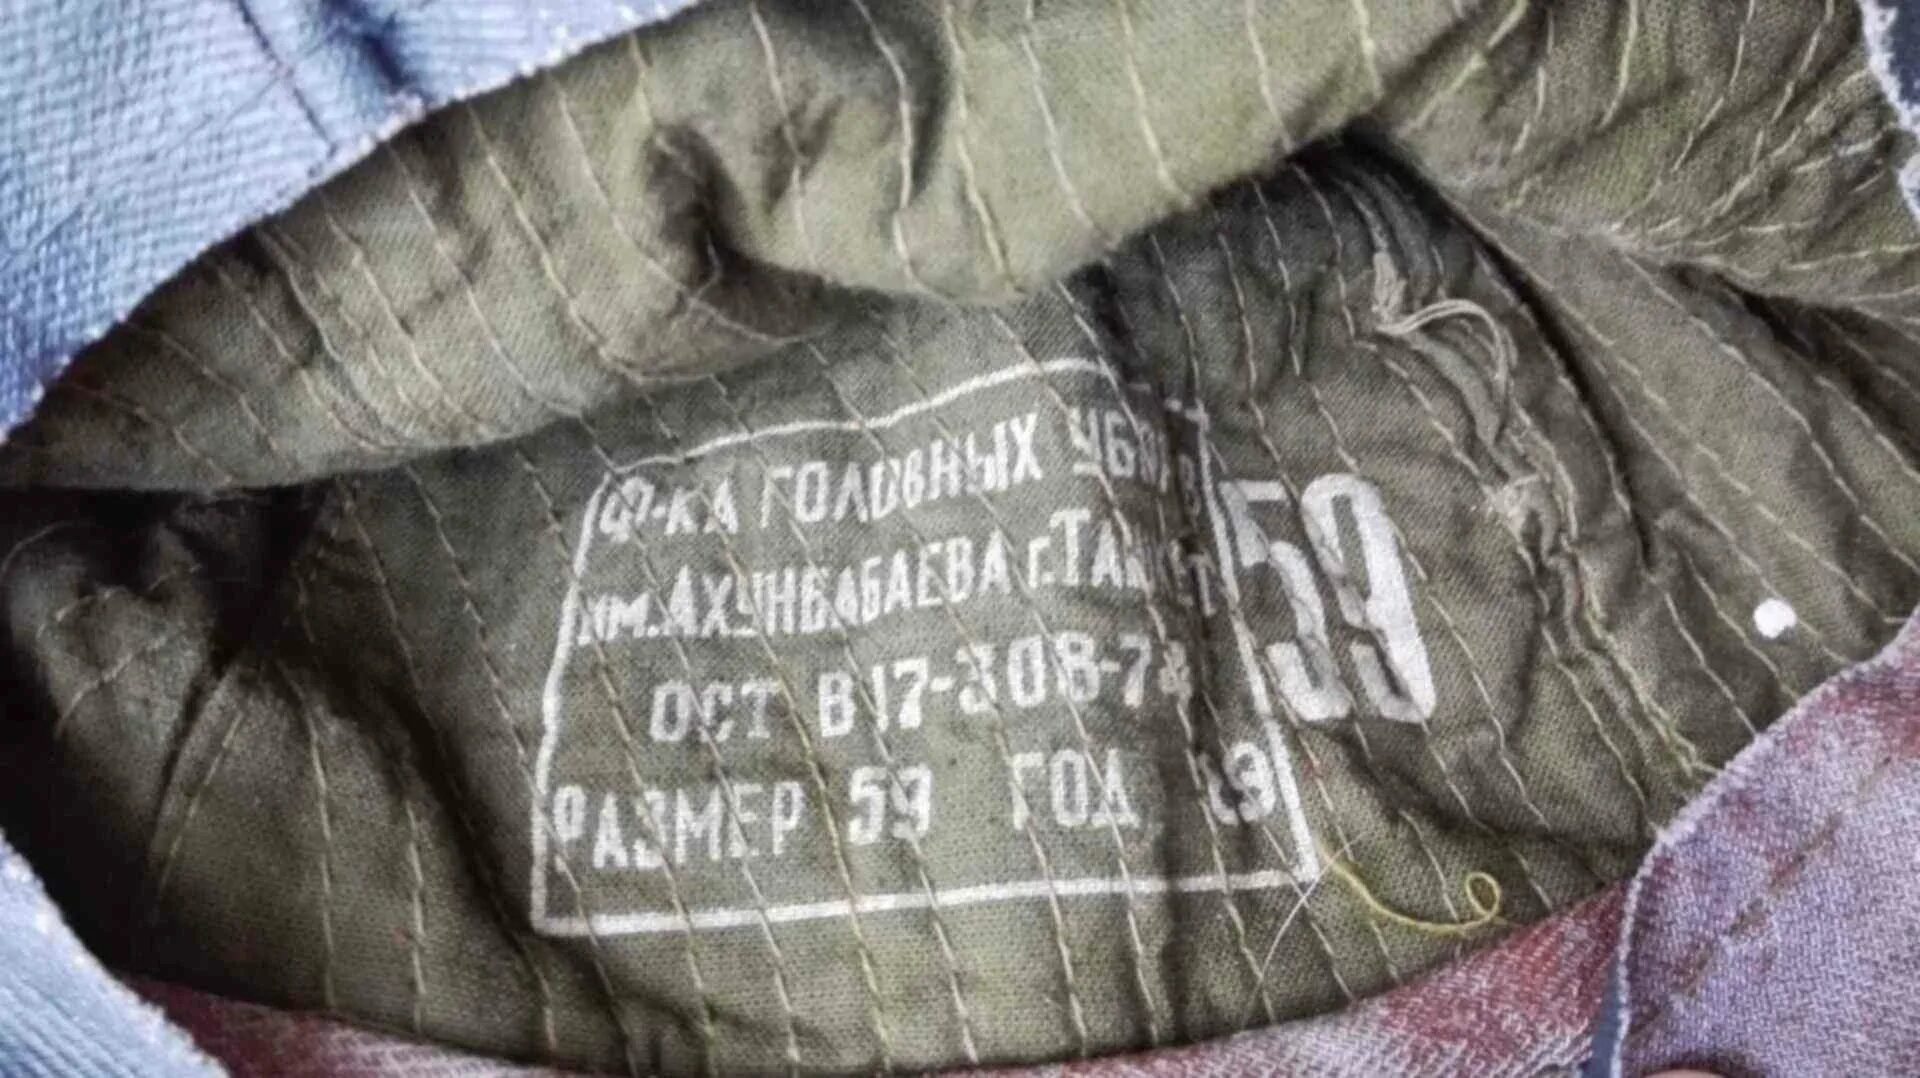 Ф-КА ГОЛОВНЫХ
ИМ. АХУНБАБАЕВА Г.
ОСТ В17-308-74
РАЗМЕР 59 ГОД
59